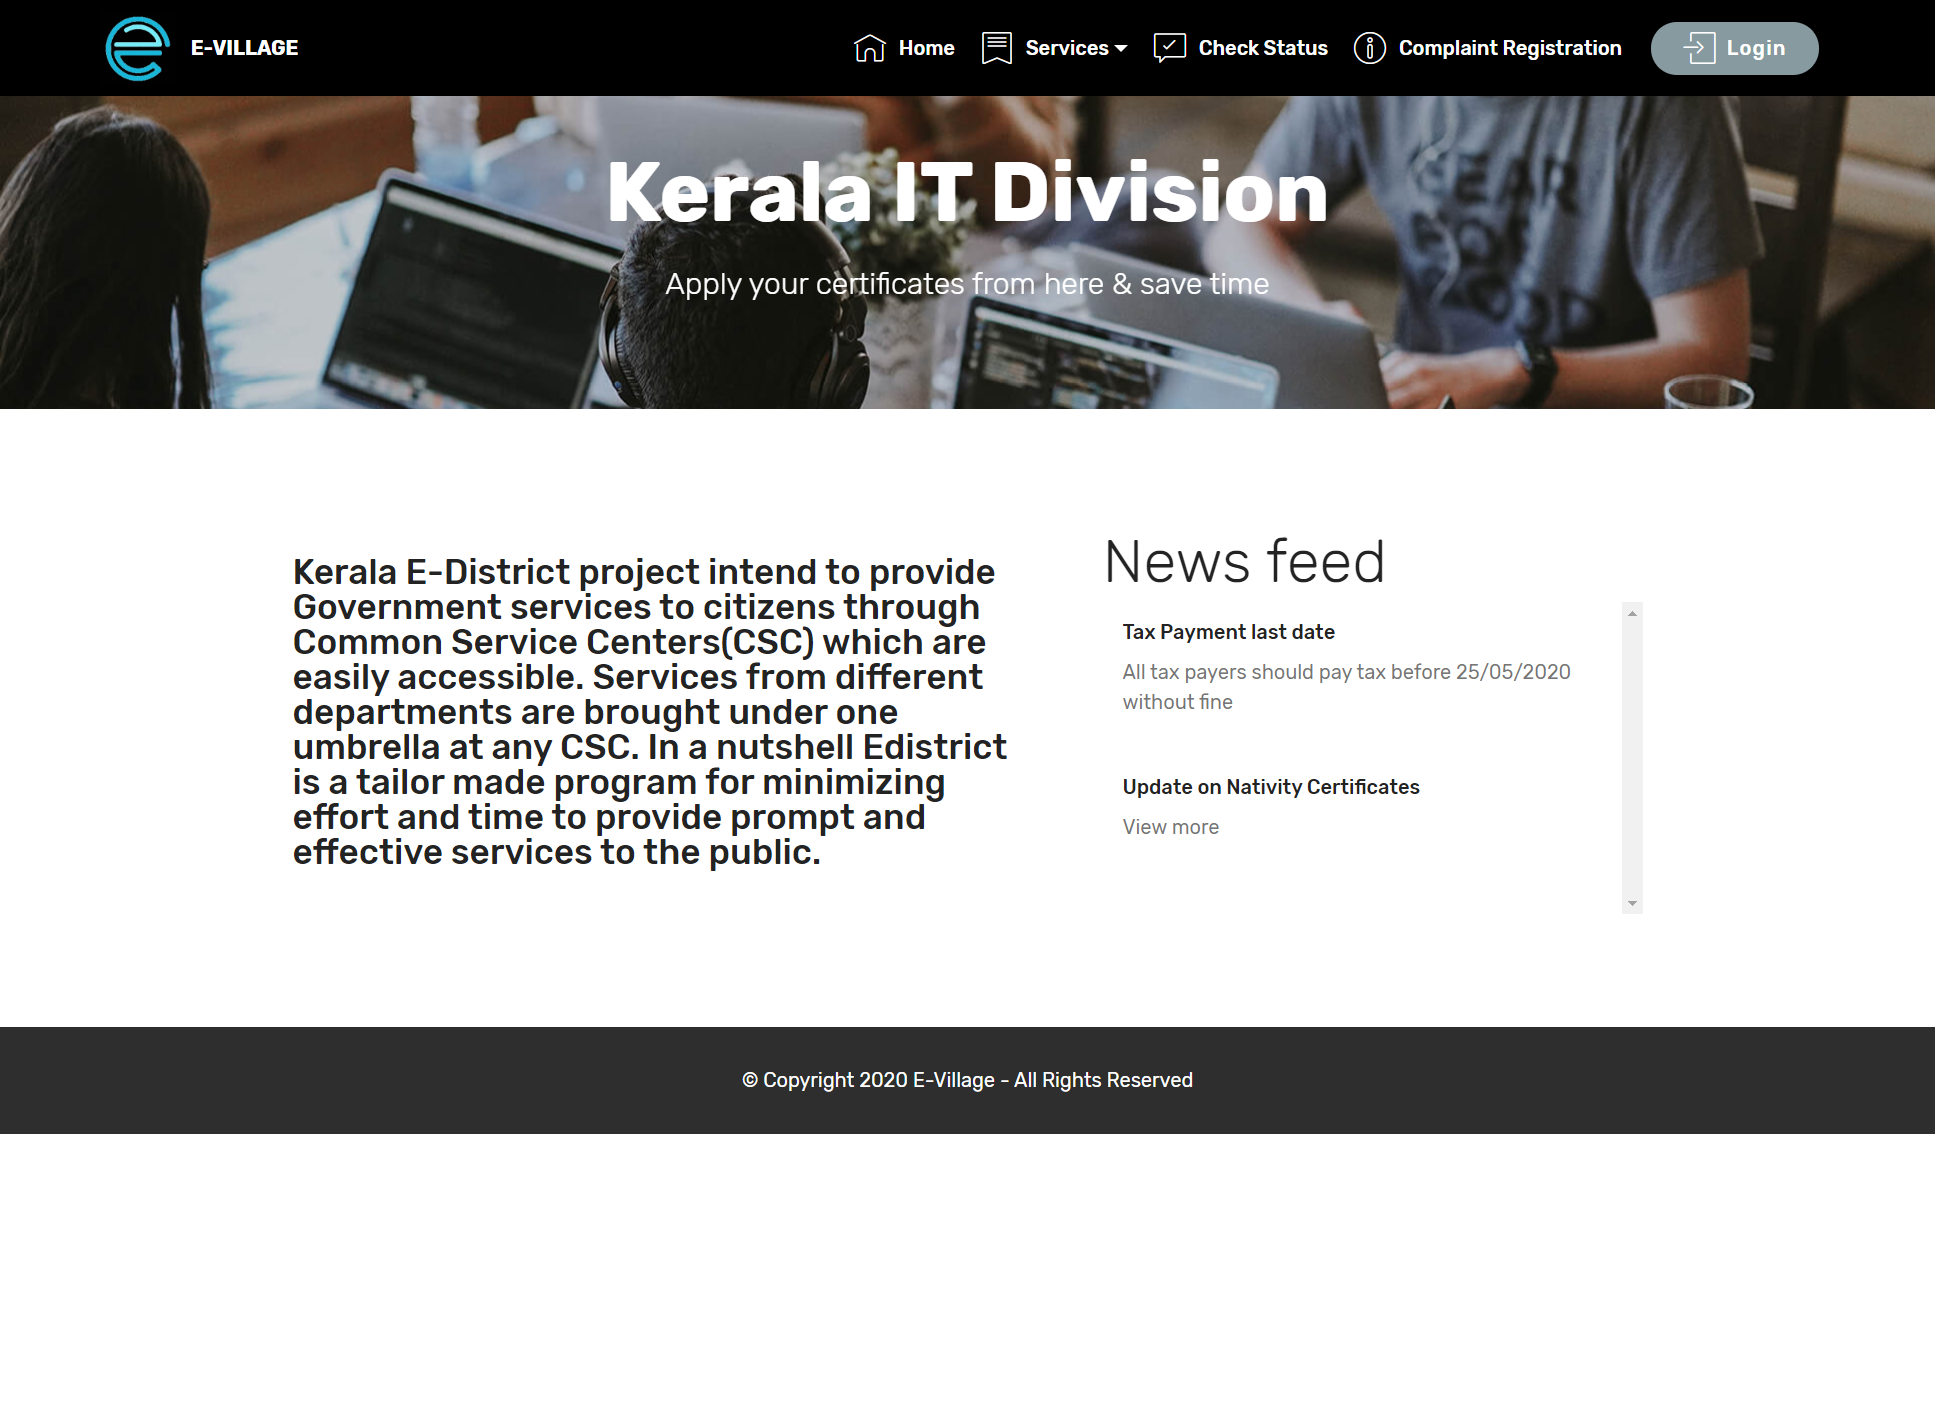 E-VILLAGE
Home
Services
Check Status
Complaint Registration
Login
Kerala IT Division
Apply your certificates from here & save time
Kerala E-District project intend to provide
Government services to citizens through
Common Service Centers(CSC) which are
easily accessible. Services from different
departments are brought under one
umbrella at any CSC. In a nutshell Edistrict
is a tailor made program for minimizing
effort and time to provide prompt and
effective services to the public.
News feed
Tax Payment last date
All tax payers should pay tax before 25/05/2020
without fine
Update on Nativity Certificates
View more
© Copyright 2020 E-Village - All Rights Reserved